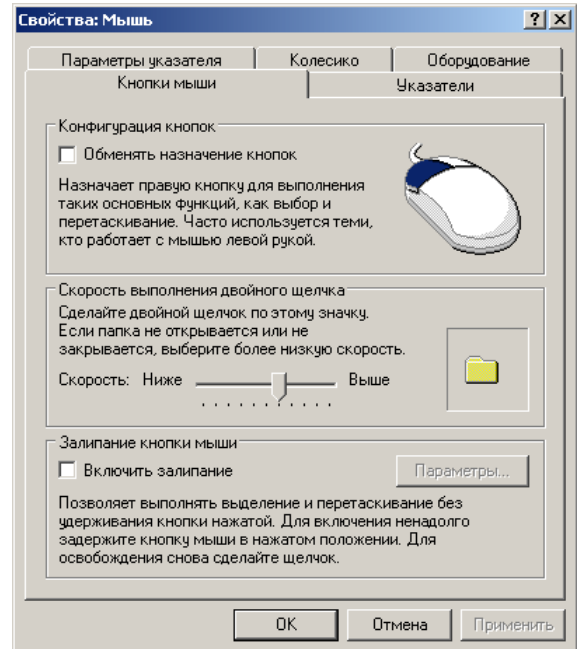 Свойства: Мышь
Параметры указателя
Колесико
Оборудование
Кнопки мыши
Указатели
Конфигурация кнопок
Обменять назначение кнопок
Назначает правую кнопку для выполнения
таких основных функций, как выбор и
перетаскивание. Часто используется теми,
кто работает с мышью левой рукой.
Скорость выполнения двойного щелчка
Сделайте двойной щелчок по этому значку.
Если папка не открывается или не
закрывается, выберите более низкую скорость.
Скорость: Ниже Выше
Залипание кнопки мыши
Включить залипание
Параметры...
Позволяет выполнять выделение и перетаскивание без
удерживания кнопки нажатой. Для включения ненадолго
задержите кнопку мыши в нажатом положении. Для
освобождения снова сделайте щелчок.
OK
Отмена
Применить